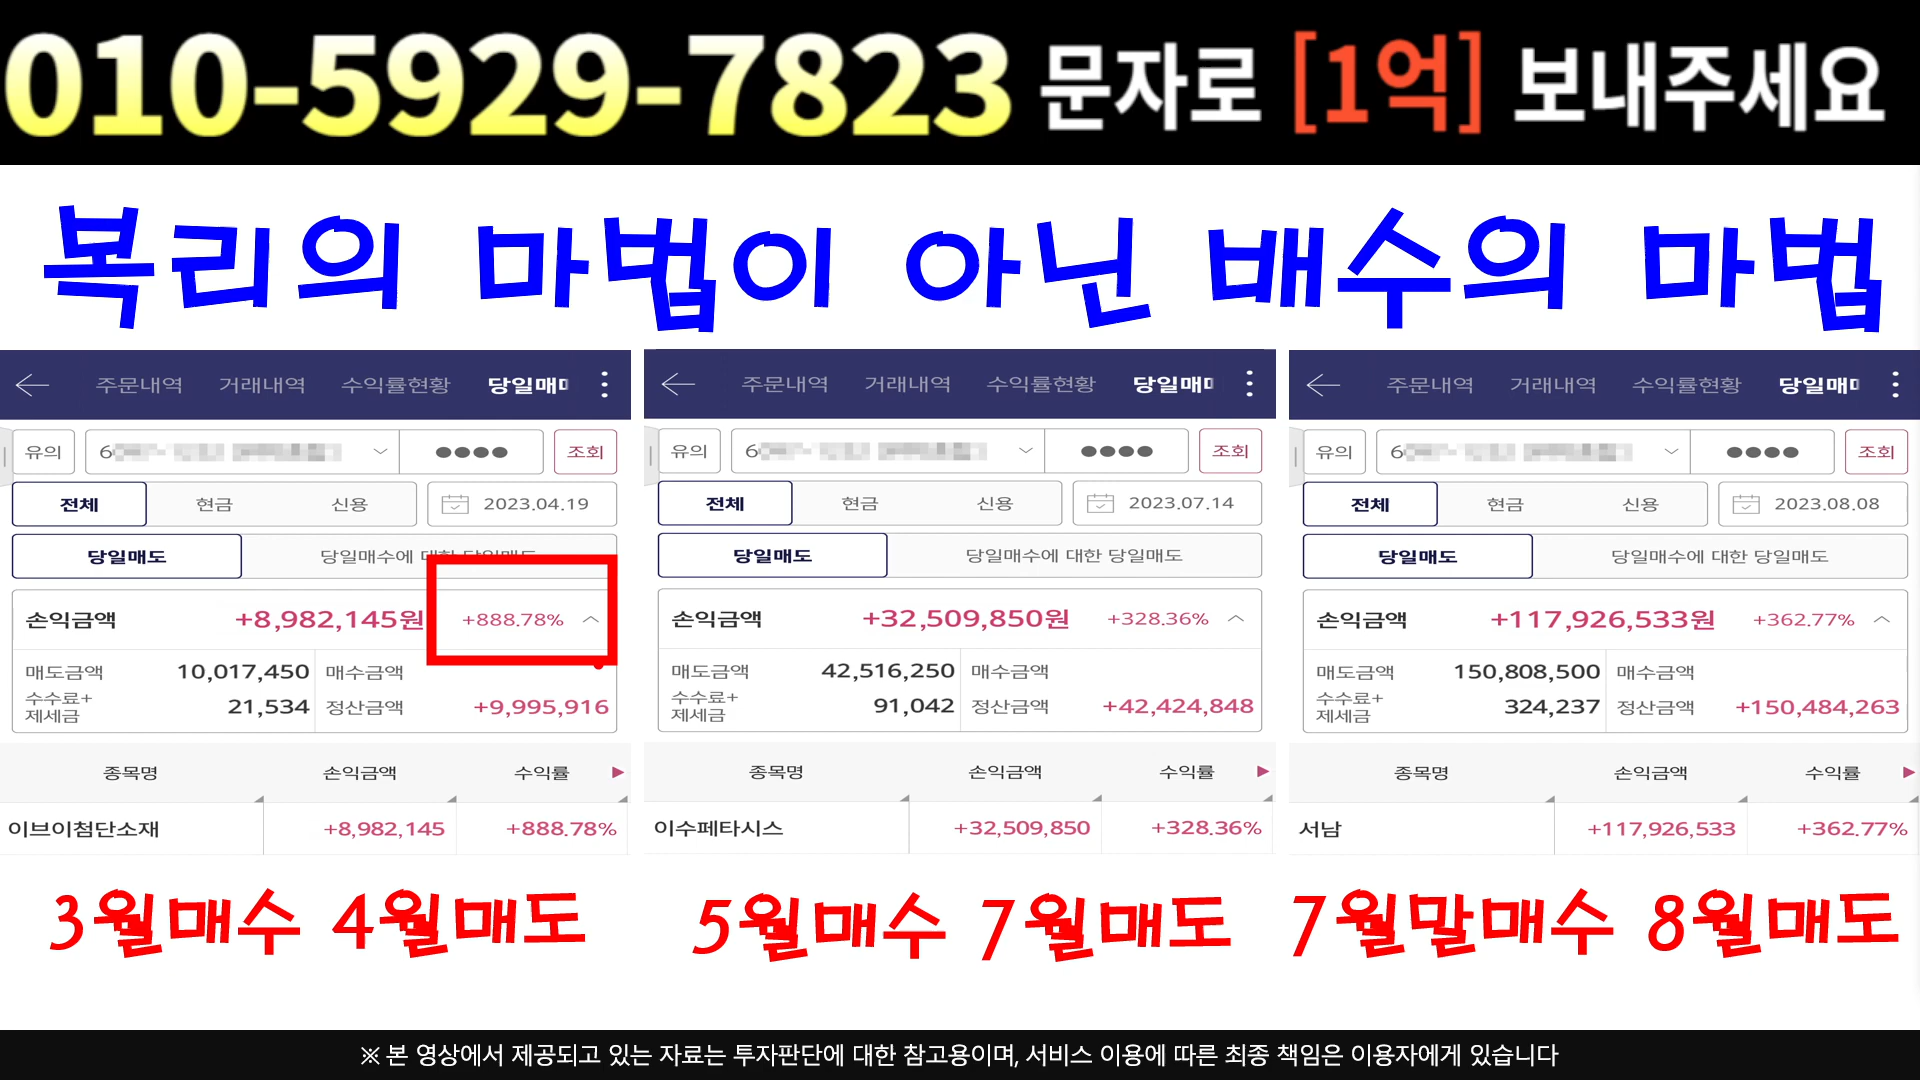 010-5929-7823 문자로 [1억] 보내주세요
복리의 마법이 아닌 배수의 마법
주문내역 거래내역 수익률현황 당일매
유의 6 ●●●● 조회
전체 현금 신용 2023.04.19
당일매도 당일매수에 대한 당일매도
손익금액 +8,982,145원 +888.78%
매도금액 10,017,450 매수금액
수수료+
제세금 21,534 정산금액 +9,995,916
종목명 손익금액 수익률
이브이첨단소재 +8,982,145 +888.78%
3월매수 4월매도
주문내역 거래내역 수익률현황 당일매
유의 6 ●●●● 조회
전체 현금 신용 2023.07.14
당일매도 당일매수에 대한 당일매도
손익금액 +32,509,850원 +328.36%
매도금액 42,516,250 매수금액
수수료+
제세금 91,042 정산금액 +42,424,848
종목명 손익금액 수익률
이수페타시스 +32,509,850 +328.36%
5월매수 7월매도
주문내역 거래내역 수익률현황 당일매
유의 6 ●●●● 조회
전체 현금 신용 2023.08.08
당일매도 당일매수에 대한 당일매도
손익금액 +117,926,533원 +362.77%
매도금액 150,808,500 매수금액
수수료+
제세금 324,237 정산금액 +150,484,263
종목명 손익금액 수익률
서남 +117,926,533 +362.77%
7월말매수 8월매도
※ 본 영상에서 제공되고 있는 자료는 투자판단에 대한 참고용이며, 서비스 이용에 따른 최종 책임은 이용자에게 있습니다